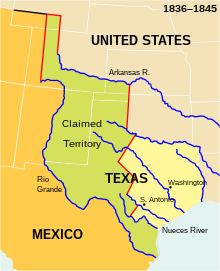 1836–1845
UNITED STATES
Arkansas R.
Claimed
Territory
Rio
Grande
TEXAS
Washington
S. Antonio
MEXICO
Nueces River